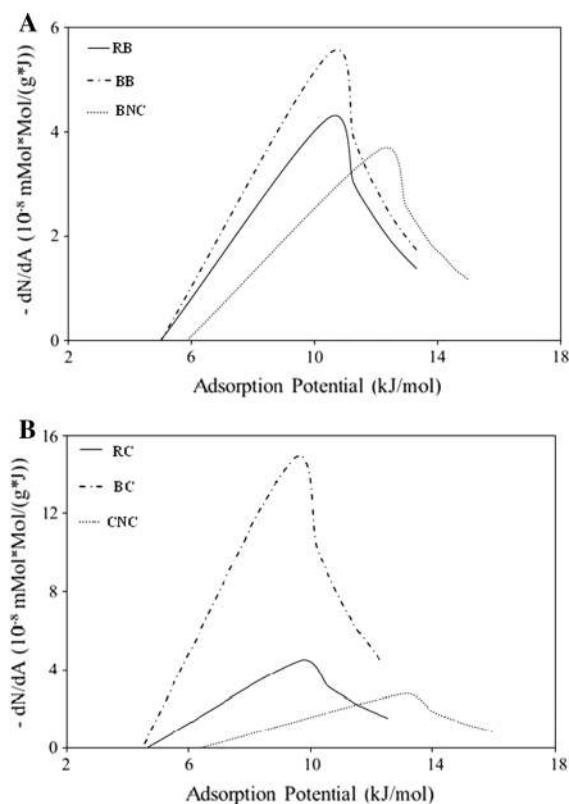 A
- dN/dA (10⁻⁸ mMol*Mol/(g*J))
6
4
2
0
RB
BB
BNC
2 6 10 14 18
Adsorption Potential (kJ/mol)
B
- dN/dA (10⁻⁸ mMol*Mol/(g*J))
16
12
8
4
0
RC
BC
CNC
2 6 10 14 18
Adsorption Potential (kJ/mol)